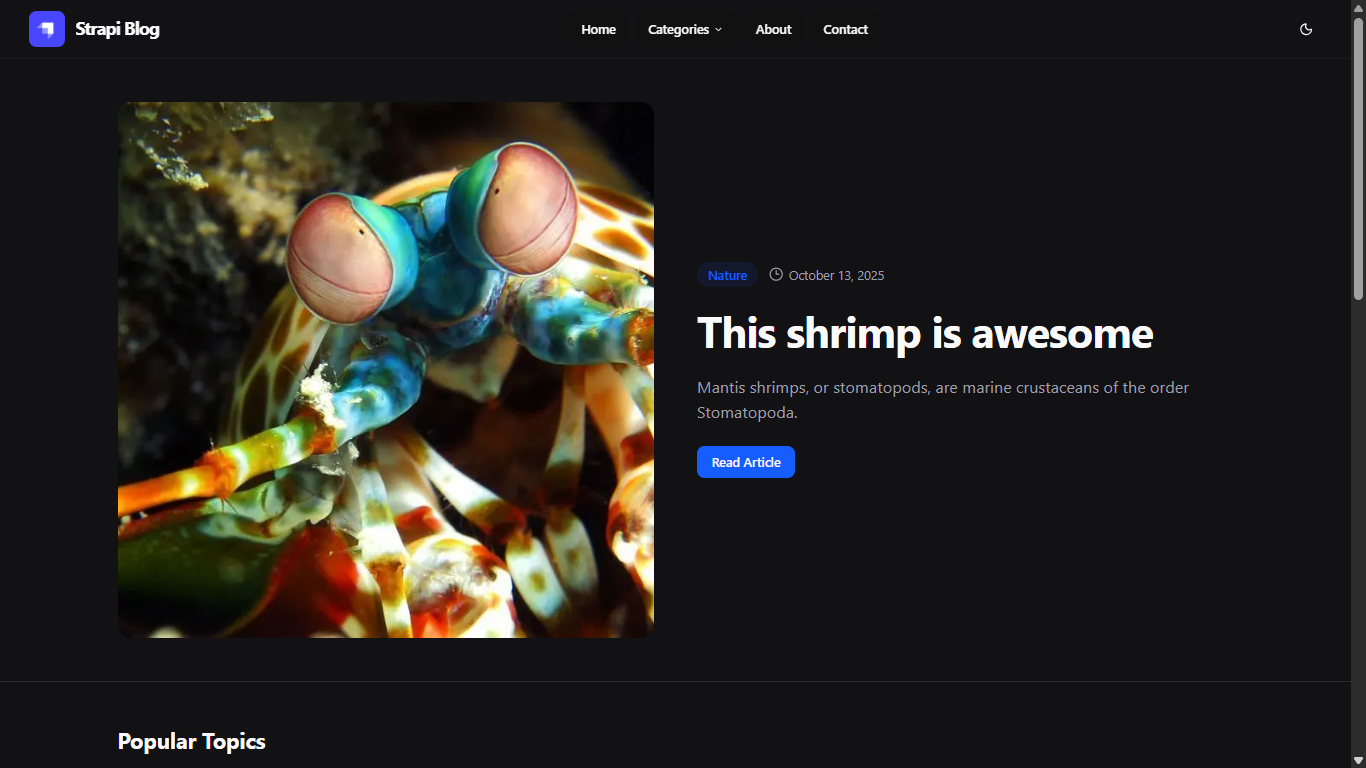 Strapi Blog
Home
Categories
About
Contact
Nature
October 13, 2025
This shrimp is awesome
Mantis shrimps, or stomatopods, are marine crustaceans of the order
Stomatopoda.
Read Article
Popular Topics